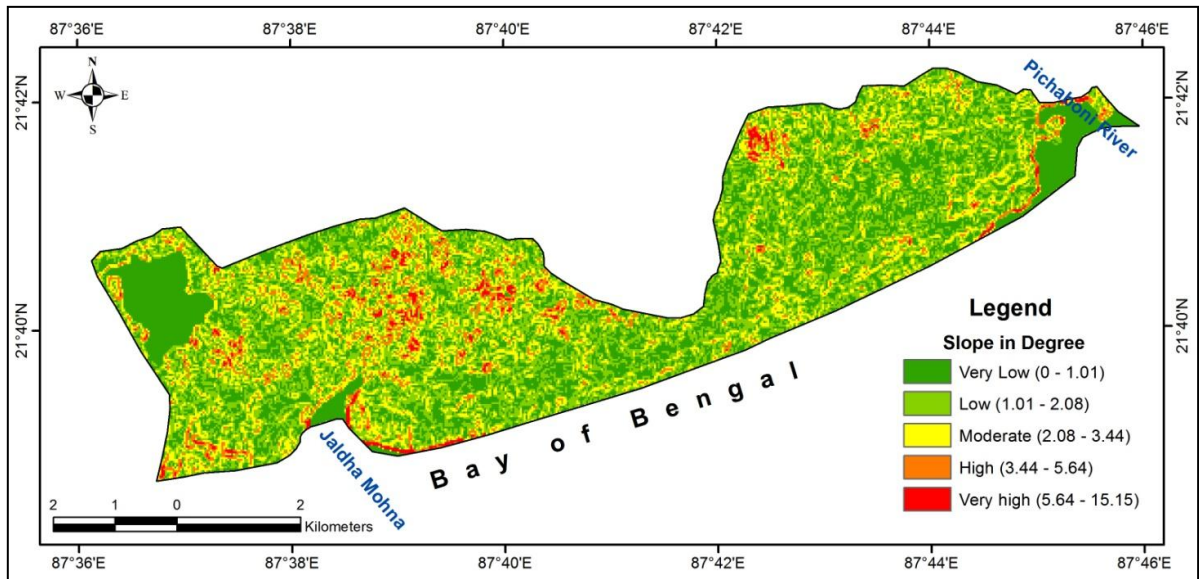 87°36'E 87°38'E 87°40'E 87°42'E 87°44'E 87°46'E
N
W E
S
21°42'N
21°42'N
Pichaboni River
21°40'N
21°40'N
Legend
Slope in Degree
Very Low (0 - 1.01)
Low (1.01 - 2.08)
Moderate (2.08 - 3.44)
High (3.44 - 5.64)
Very high (5.64 - 15.15)
Bay of Bengal
Jaldha Mohna
2 1 0 2
Kilometers
87°36'E 87°38'E 87°40'E 87°42'E 87°44'E 87°46'E